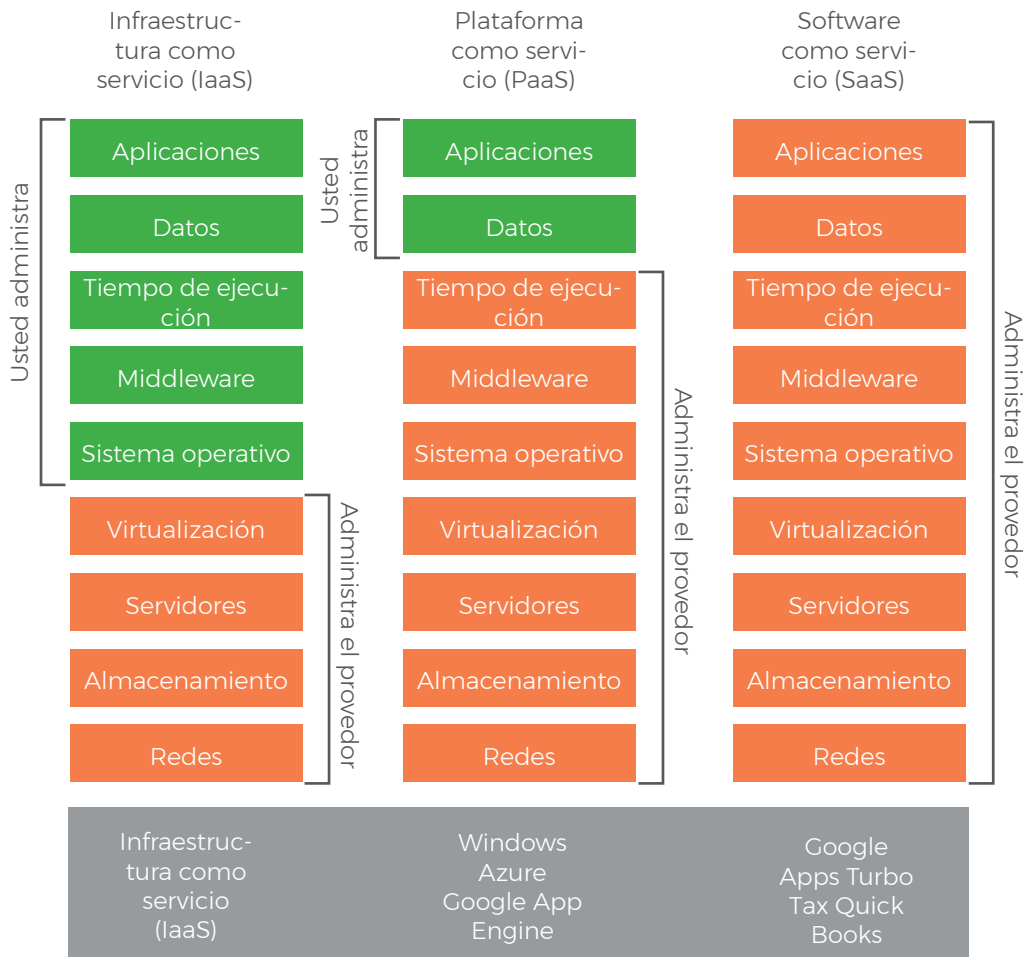 Infraestruc-
tura como
servicio (IaaS)
Usted administra
Aplicaciones
Datos
Tiempo de ejecu-
ción
Middleware
Sistema operativo
Virtualización
Servidores
Almacenamiento
Redes
Administra el provedor
Infraestruc-
tura como
servicio
(IaaS)
Plataforma
como servi-
cio (PaaS)
Usted
administra
Aplicaciones
Datos
Tiempo de ejecu-
ción
Middleware
Sistema operativo
Virtualización
Servidores
Almacenamiento
Redes
Administra el provedor
Windows
Azure
Google App
Engine
Software
como servi-
cio (SaaS)
Aplicaciones
Datos
Tiempo de ejecu-
ción
Middleware
Sistema operativo
Virtualización
Servidores
Almacenamiento
Redes
Administra el provedor
Google
Apps Turbo
Tax Quick
Books